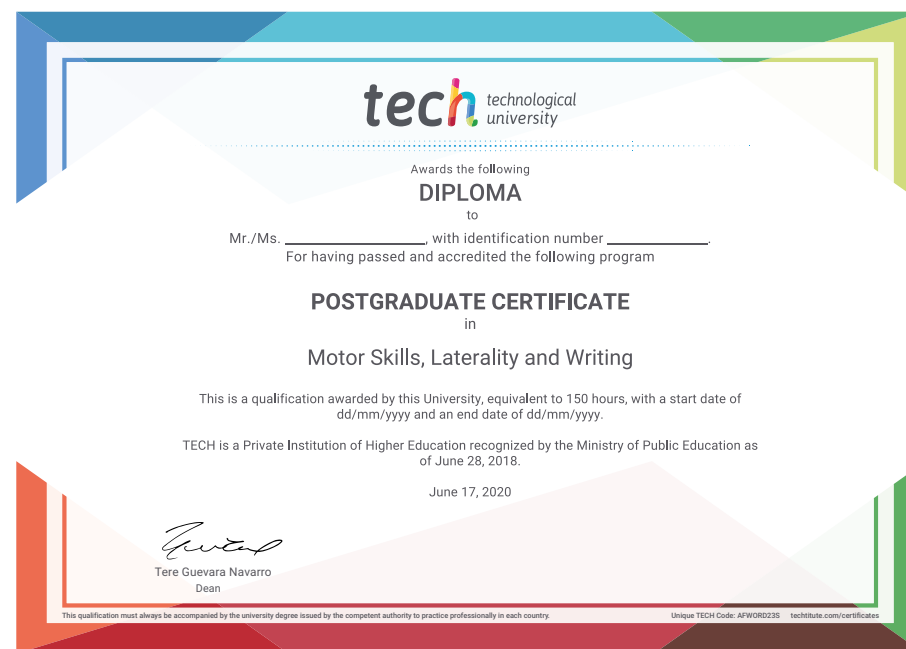 tech technological
university
Awards the following
DIPLOMA
to
Mr./Ms. ____________________, with identification number ______________.
For having passed and accredited the following program
POSTGRADUATE CERTIFICATE
in
Motor Skills, Laterality and Writing
This is a qualification awarded by this University, equivalent to 150 hours, with a start date of
dd/mm/yyyy and an end date of dd/mm/yyyy.
TECH is a Private Institution of Higher Education recognized by the Ministry of Public Education as
of June 28, 2018.
June 17, 2020
Tere Guevara Navarro
Dean
This qualification must always be accompanied by the university degree issued by the competent authority to practice professionally in each country. Unique TECH Code: AFWORD23S techtitute.com/certificates